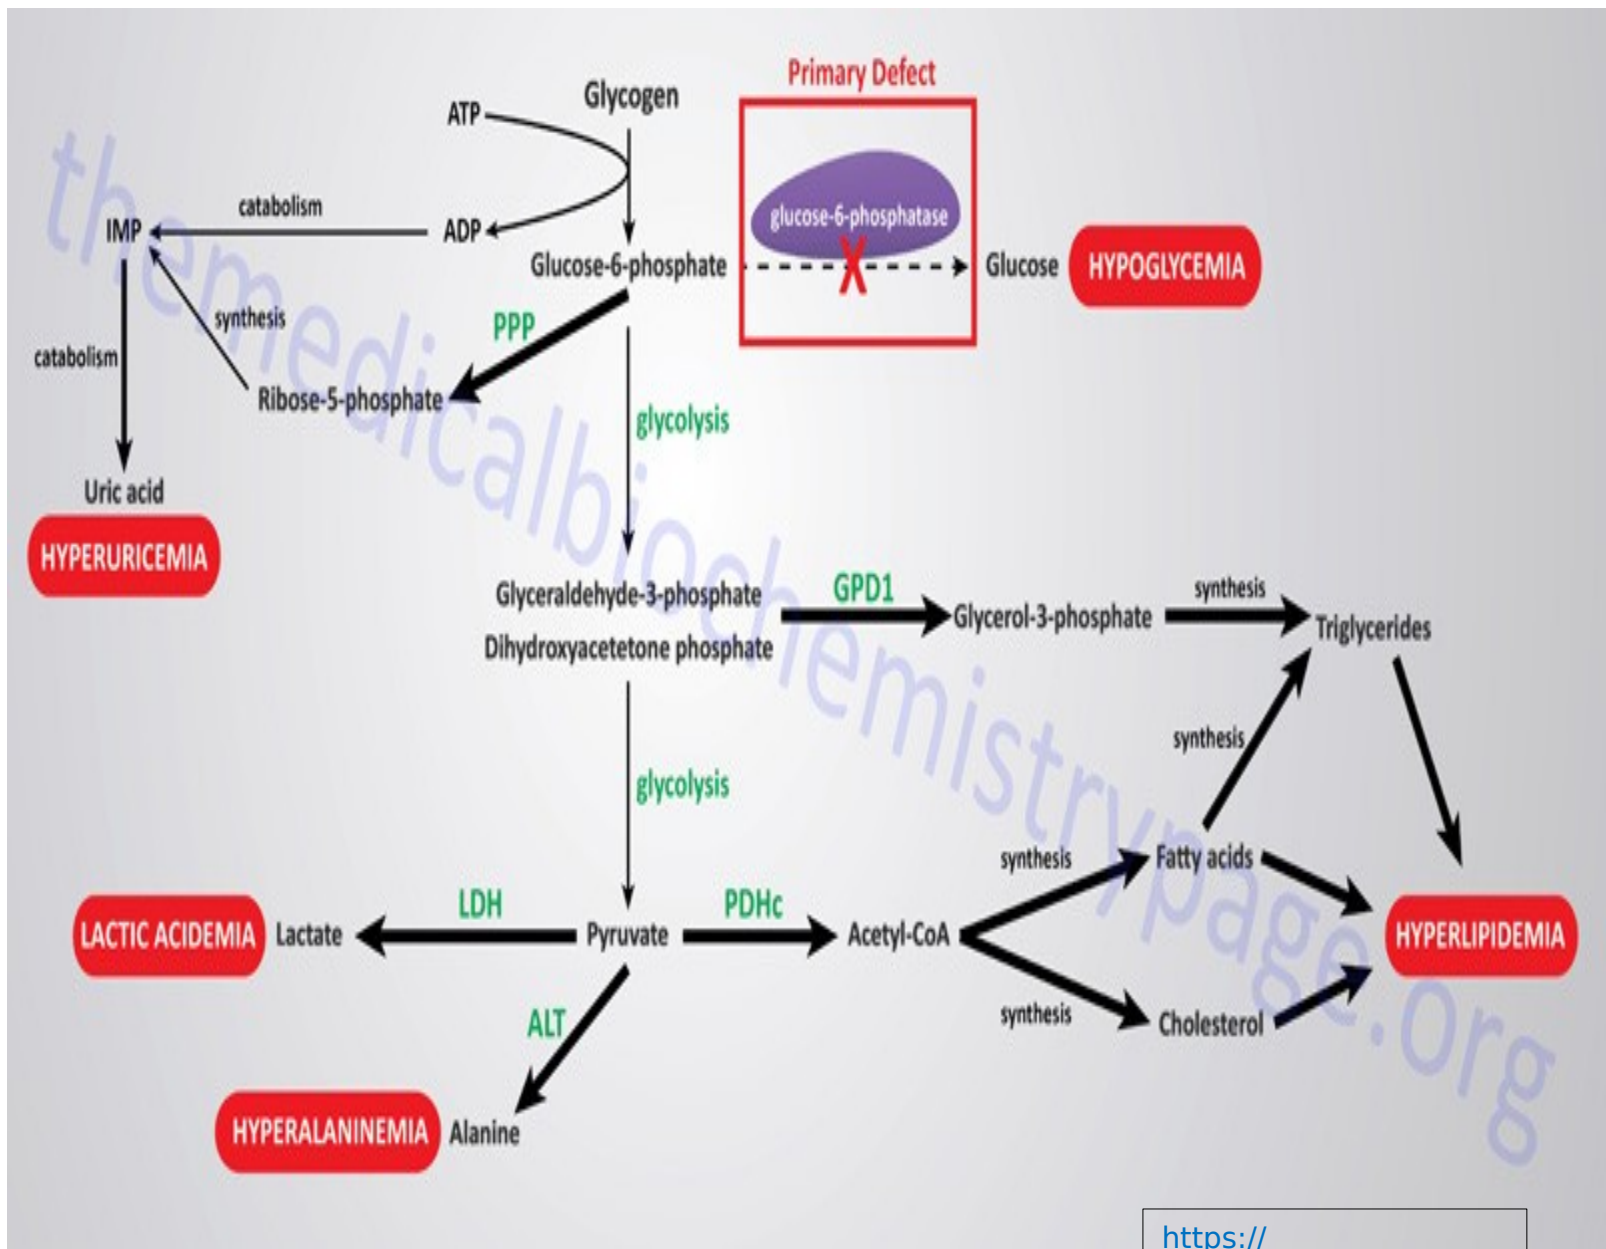 Primary Defect
Glycogen
ATP
glucose-6-phosphatase
catabolism
IMP
ADP
Glucose-6-phosphate
X
Glucose
HYPOGLYCEMIA
PPP
synthesis
catabolism
Ribose-5-phosphate
glycolysis
Uric acid
HYPERURICEMIA
Glyceraldehyde-3-phosphate
Dihydroxyacetetone phosphate
GPD1
Glycerol-3-phosphate
synthesis
Triglycerides
synthesis
glycolysis
synthesis
Fatty acids
LACTIC ACIDEMIA
Lactate
LDH
Pyruvate
PDHc
Acetyl-CoA
HYPERLIPIDEMIA
synthesis
Cholesterol
ALT
HYPERALANINEMIA
Alanine
themedicalbiochemistrypage.org
https://